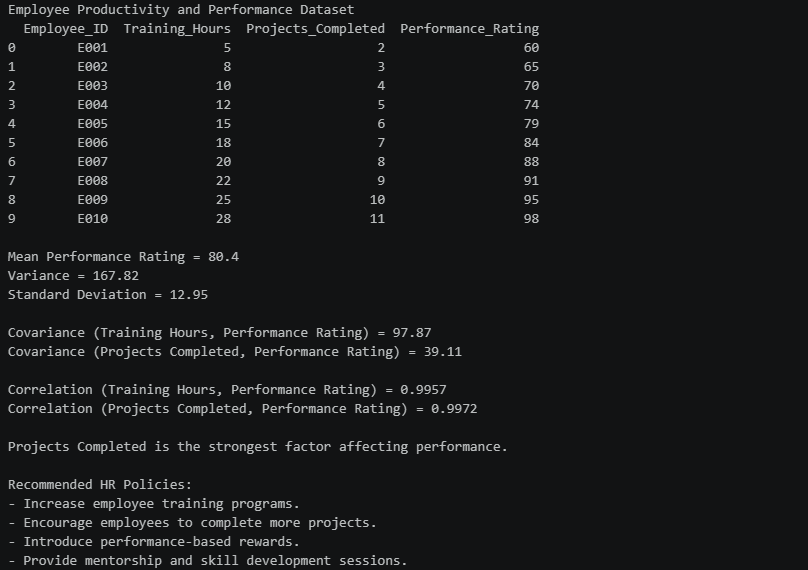 Employee Productivity and Performance Dataset
  Employee_ID  Training_Hours  Projects_Completed  Performance_Rating
0        E001               5                   2                  60
1        E002               8                   3                  65
2        E003              10                   4                  70
3        E004              12                   5                  74
4        E005              15                   6                  79
5        E006              18                   7                  84
6        E007              20                   8                  88
7        E008              22                   9                  91
8        E009              25                  10                  95
9        E010              28                  11                  98

Mean Performance Rating = 80.4
Variance = 167.82
Standard Deviation = 12.95

Covariance (Training Hours, Performance Rating) = 97.87
Covariance (Projects Completed, Performance Rating) = 39.11

Correlation (Training Hours, Performance Rating) = 0.9957
Correlation (Projects Completed, Performance Rating) = 0.9972

Projects Completed is the strongest factor affecting performance.

Recommended HR Policies:
- Increase employee training programs.
- Encourage employees to complete more projects.
- Introduce performance-based rewards.
- Provide mentorship and skill development sessions.